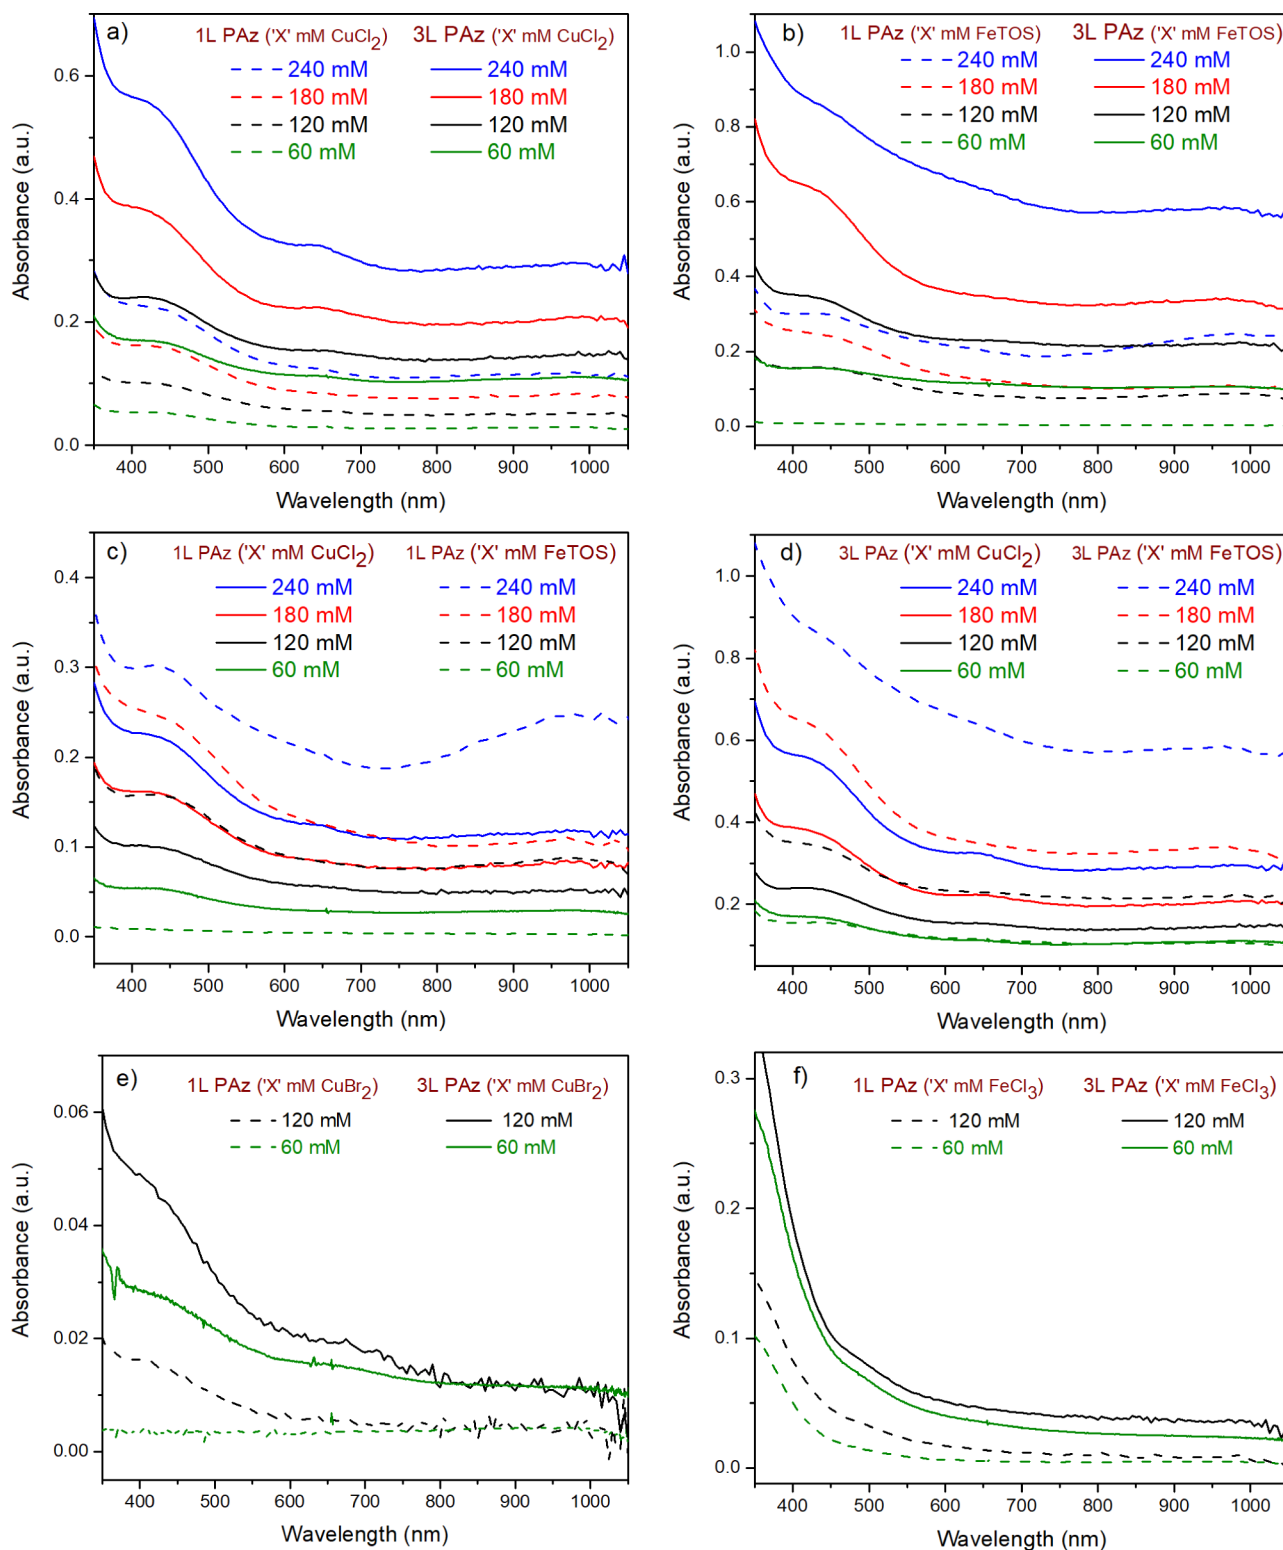 a)
1L PAz ('X' mM CuCl2) 3L PAz ('X' mM CuCl2)
240 mM 240 mM
180 mM 180 mM
120 mM 120 mM
60 mM 60 mM
0.6
0.4
0.2
0.0
Absorbance (a.u.)
400 500 600 700 800 900 1000
Wavelength (nm)
b)
1L PAz ('X' mM FeTOS) 3L PAz ('X' mM FeTOS)
240 mM 240 mM
180 mM 180 mM
120 mM 120 mM
60 mM 60 mM
1.0
0.8
0.6
0.4
0.2
0.0
Absorbance (a.u.)
400 500 600 700 800 900 1000
Wavelength (nm)
c)
1L PAz ('X' mM CuCl2) 1L PAz ('X' mM FeTOS)
240 mM 240 mM
180 mM 180 mM
120 mM 120 mM
60 mM 60 mM
0.4
0.3
0.2
0.1
0.0
Absorbance (a.u.)
400 500 600 700 800 900 1000
Wavelength (nm)
d)
3L PAz ('X' mM CuCl2) 3L PAz ('X' mM FeTOS)
240 mM 240 mM
180 mM 180 mM
120 mM 120 mM
60 mM 60 mM
1.0
0.8
0.6
0.4
0.2
Absorbance (a.u.)
400 500 600 700 800 900 1000
Wavelength (nm)
e)
1L PAz ('X' mM CuBr2) 3L PAz ('X' mM CuBr2)
120 mM 120 mM
60 mM 60 mM
0.06
0.04
0.02
0.00
Absorbance (a.u.)
400 500 600 700 800 900 1000
Wavelength (nm)
f)
1L PAz ('X' mM FeCl3) 3L PAz ('X' mM FeCl3)
120 mM 120 mM
60 mM 60 mM
0.3
0.2
0.1
0.0
Absorbance (a.u.)
400 500 600 700 800 900 1000
Wavelength (nm)